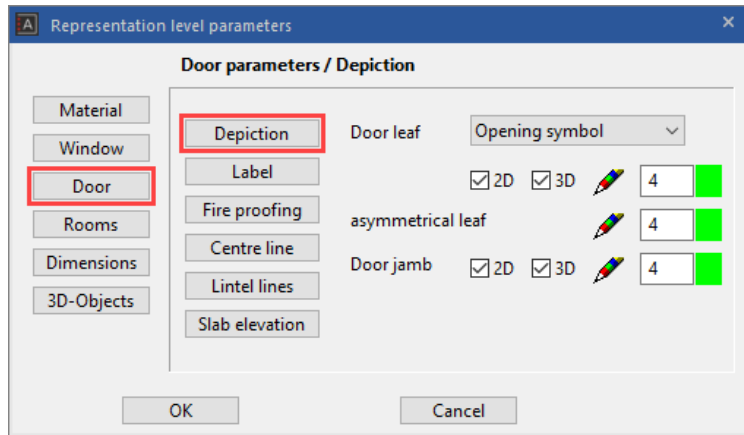 A Representation level parameters ×
Door parameters / Depiction
Material
Window
Door
Rooms
Dimensions
3D-Objects
Depiction
Label
Fire proofing
Centre line
Lintel lines
Slab elevation
Door leaf Opening symbol
2D 3D 4
asymmetrical leaf 4
Door jamb 2D 3D 4
OK Cancel